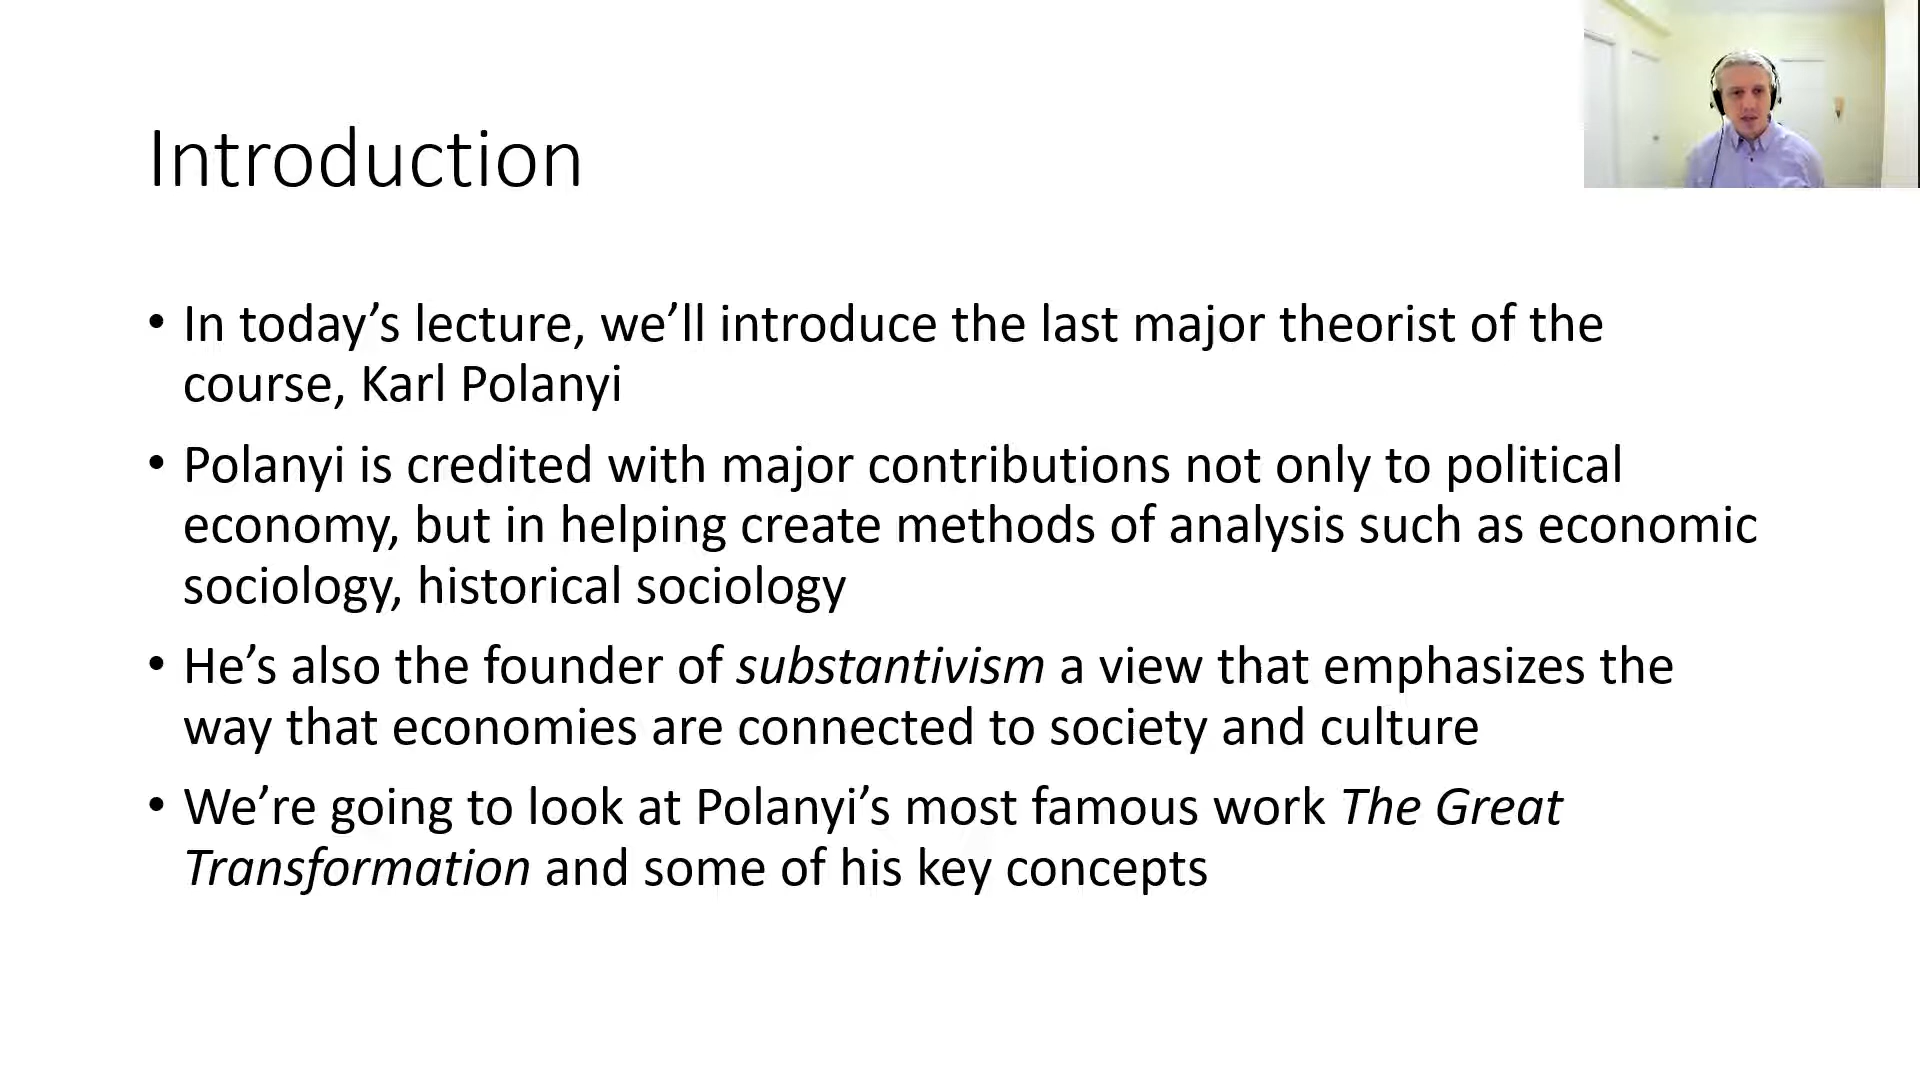 Introduction
• In today’s lecture, we’ll introduce the last major theorist of the
course, Karl Polanyi
• Polanyi is credited with major contributions not only to political
economy, but in helping create methods of analysis such as economic
sociology, historical sociology
• He’s also the founder of substantivism a view that emphasizes the
way that economies are connected to society and culture
• We’re going to look at Polanyi’s most famous work The Great
Transformation and some of his key concepts